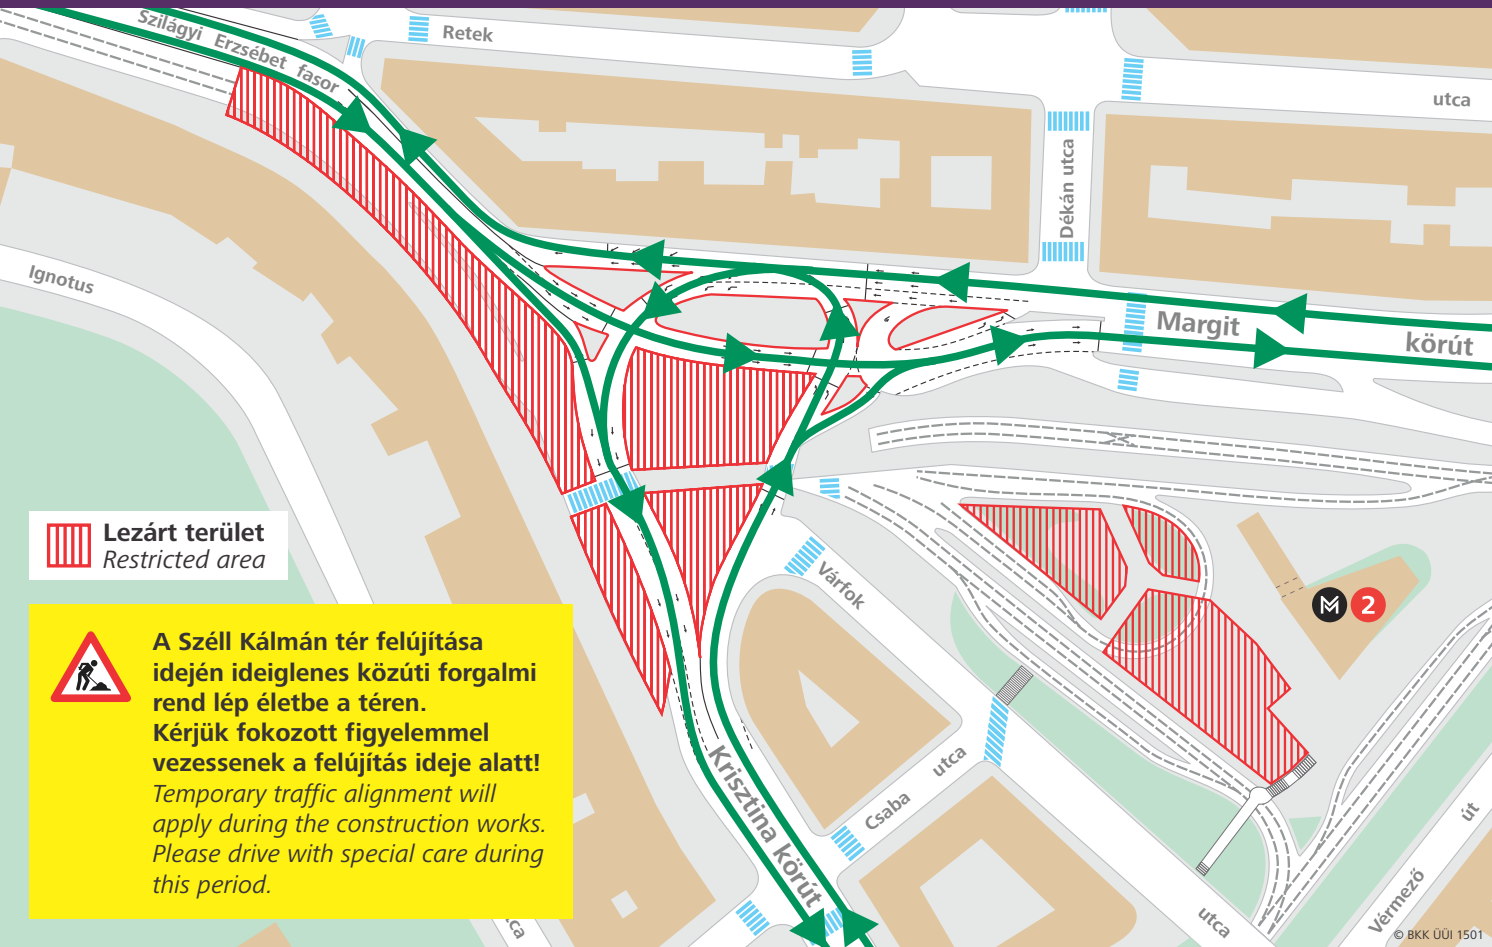 Szilágyi Erzsébet fasor
Retek
utca
Dékán utca
Ignotus
Margit
körút
Lezárt terület
Restricted area
Várfok
M 2
A Széll Kálmán tér felújítása
idején ideiglenes közúti forgalmi
rend lép életbe a téren.
Kérjük fokozott figyelemmel
vezessenek a felújítás ideje alatt!
Temporary traffic alignment will
apply during the construction works.
Please drive with special care during
this period.
Krisztina körút
utca
Csaba
út
Vérmező
utca
© BKK ÜÜI 1501